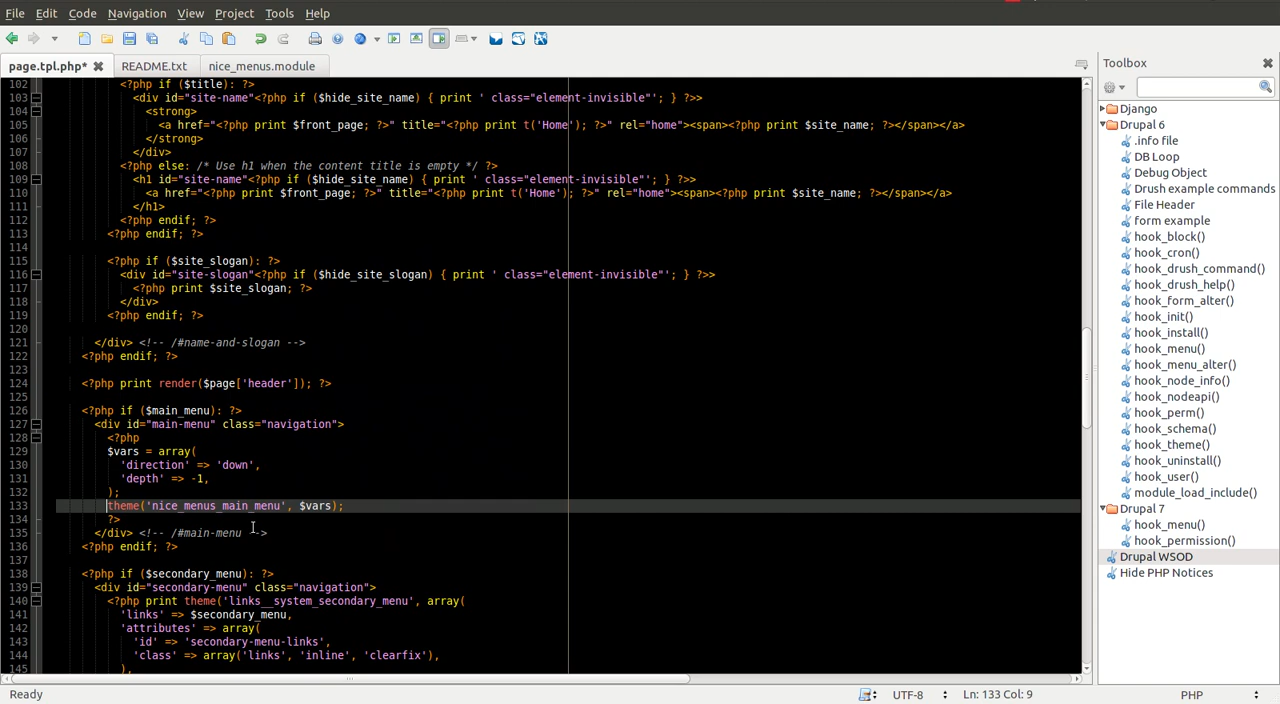 File Edit Code Navigation View Project Tools Help
page.tpl.php* README.txt nice_menus.module
102 <?php if ($title): ?>
103 <div id="site-name"<?php if ($hide_site_name) { print ' class="element-invisible"'; } ?>>
104 <strong>
105 <a href="<?php print $front_page; ?>" title="<?php print t('Home'); ?>" rel="home"><span><?php print $site_name; ?></span></a>
106 </strong>
107 </div>
108 <?php else: /* Use h1 when the content title is empty */ ?>
109 <h1 id="site-name"<?php if ($hide_site_name) { print ' class="element-invisible"'; } ?>>
110 <a href="<?php print $front_page; ?>" title="<?php print t('Home'); ?>" rel="home"><span><?php print $site_name; ?></span></a>
111 </h1>
112 <?php endif; ?>
113 <?php endif; ?>
114
115 <?php if ($site_slogan): ?>
116 <div id="site-slogan"<?php if ($hide_site_slogan) { print ' class="element-invisible"'; } ?>>
117 <?php print $site_slogan; ?>
118 </div>
119 <?php endif; ?>
120
121 </div> <!-- /#name-and-slogan -->
122 <?php endif; ?>
123
124 <?php print render($page['header']); ?>
125
126 <?php if ($main_menu): ?>
127 <div id="main-menu" class="navigation">
128 <?php
129 $vars = array(
130 'direction' => 'down',
131 'depth' => -1,
132 );
133 theme('nice_menus_main_menu', $vars);
134 ?>
135 </div> <!-- /#main-menu -->
136 <?php endif; ?>
137
138 <?php if ($secondary_menu): ?>
139 <div id="secondary-menu" class="navigation">
140 <?php print theme('links__system_secondary_menu', array(
141 'links' => $secondary_menu,
142 'attributes' => array(
143 'id' => 'secondary-menu-links',
144 'class' => array('links', 'inline', 'clearfix'),
145 ),
Toolbox
Django
Drupal 6
.info file
DB Loop
Debug Object
Drush example commands
File Header
form example
hook_block()
hook_cron()
hook_drush_command()
hook_drush_help()
hook_form_alter()
hook_init()
hook_install()
hook_menu()
hook_menu_alter()
hook_node_info()
hook_nodeapi()
hook_perm()
hook_schema()
hook_theme()
hook_uninstall()
hook_user()
module_load_include()
Drupal 7
hook_menu()
hook_permission()
Drupal WSOD
Hide PHP Notices
Ready UTF-8 Ln: 133 Col: 9 PHP